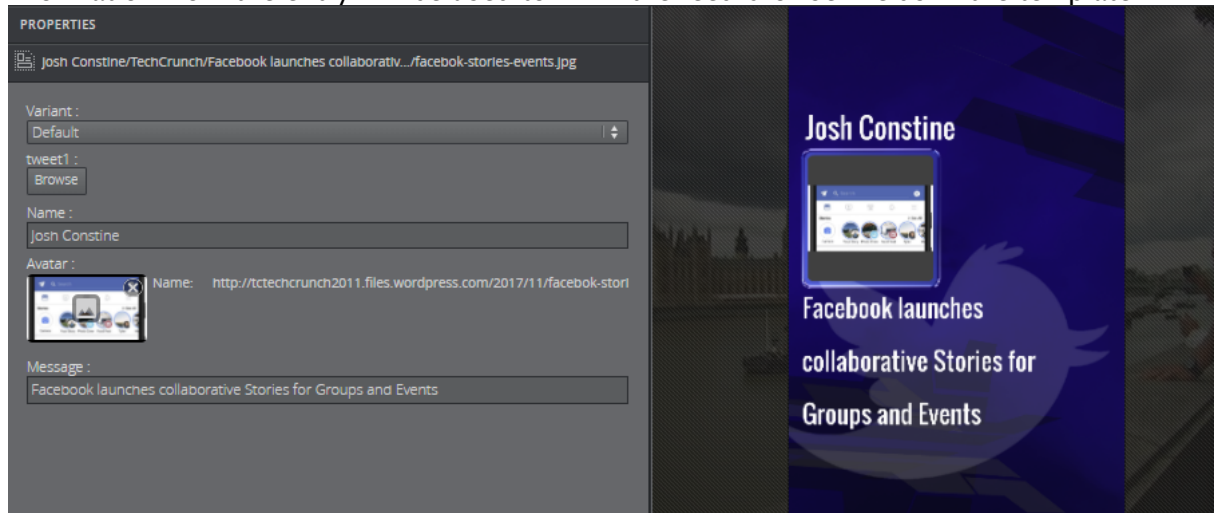 PROPERTIES
Josh Constine/TechCrunch/Facebook launches collaborativ.../facebok-stories-events.jpg
Variant :
Default
tweet1 :
Browse
Name :
Josh Constine
Avatar :
Name: http://tctechcrunch2011.files.wordpress.com/2017/11/facebok-stori
Message :
Facebook launches collaborative Stories for Groups and Events
Josh Constine
Facebook launches
collaborative Stories for
Groups and Events